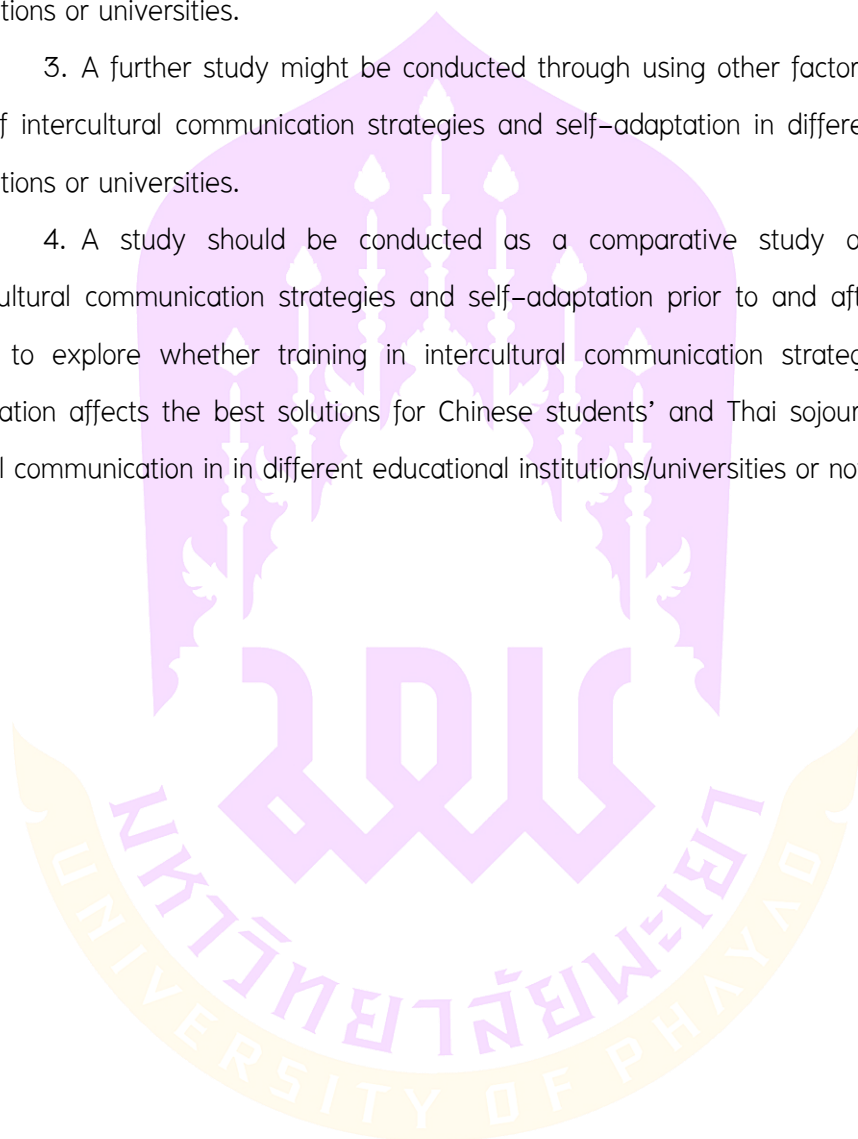 tions or universities.
3. A further study might be conducted through using other factor
f intercultural communication strategies and self-adaptation in differe
tions or universities.
4. A study should be conducted as a comparative study o
ultural communication strategies and self-adaptation prior to and aft
to explore whether training in intercultural communication strateg
ation affects the best solutions for Chinese students' and Thai sojour
l communication in in different educational institutions/universities or no
มหาวิทยาลัยพะเยา
UNIVERSITY OF PHAYAO